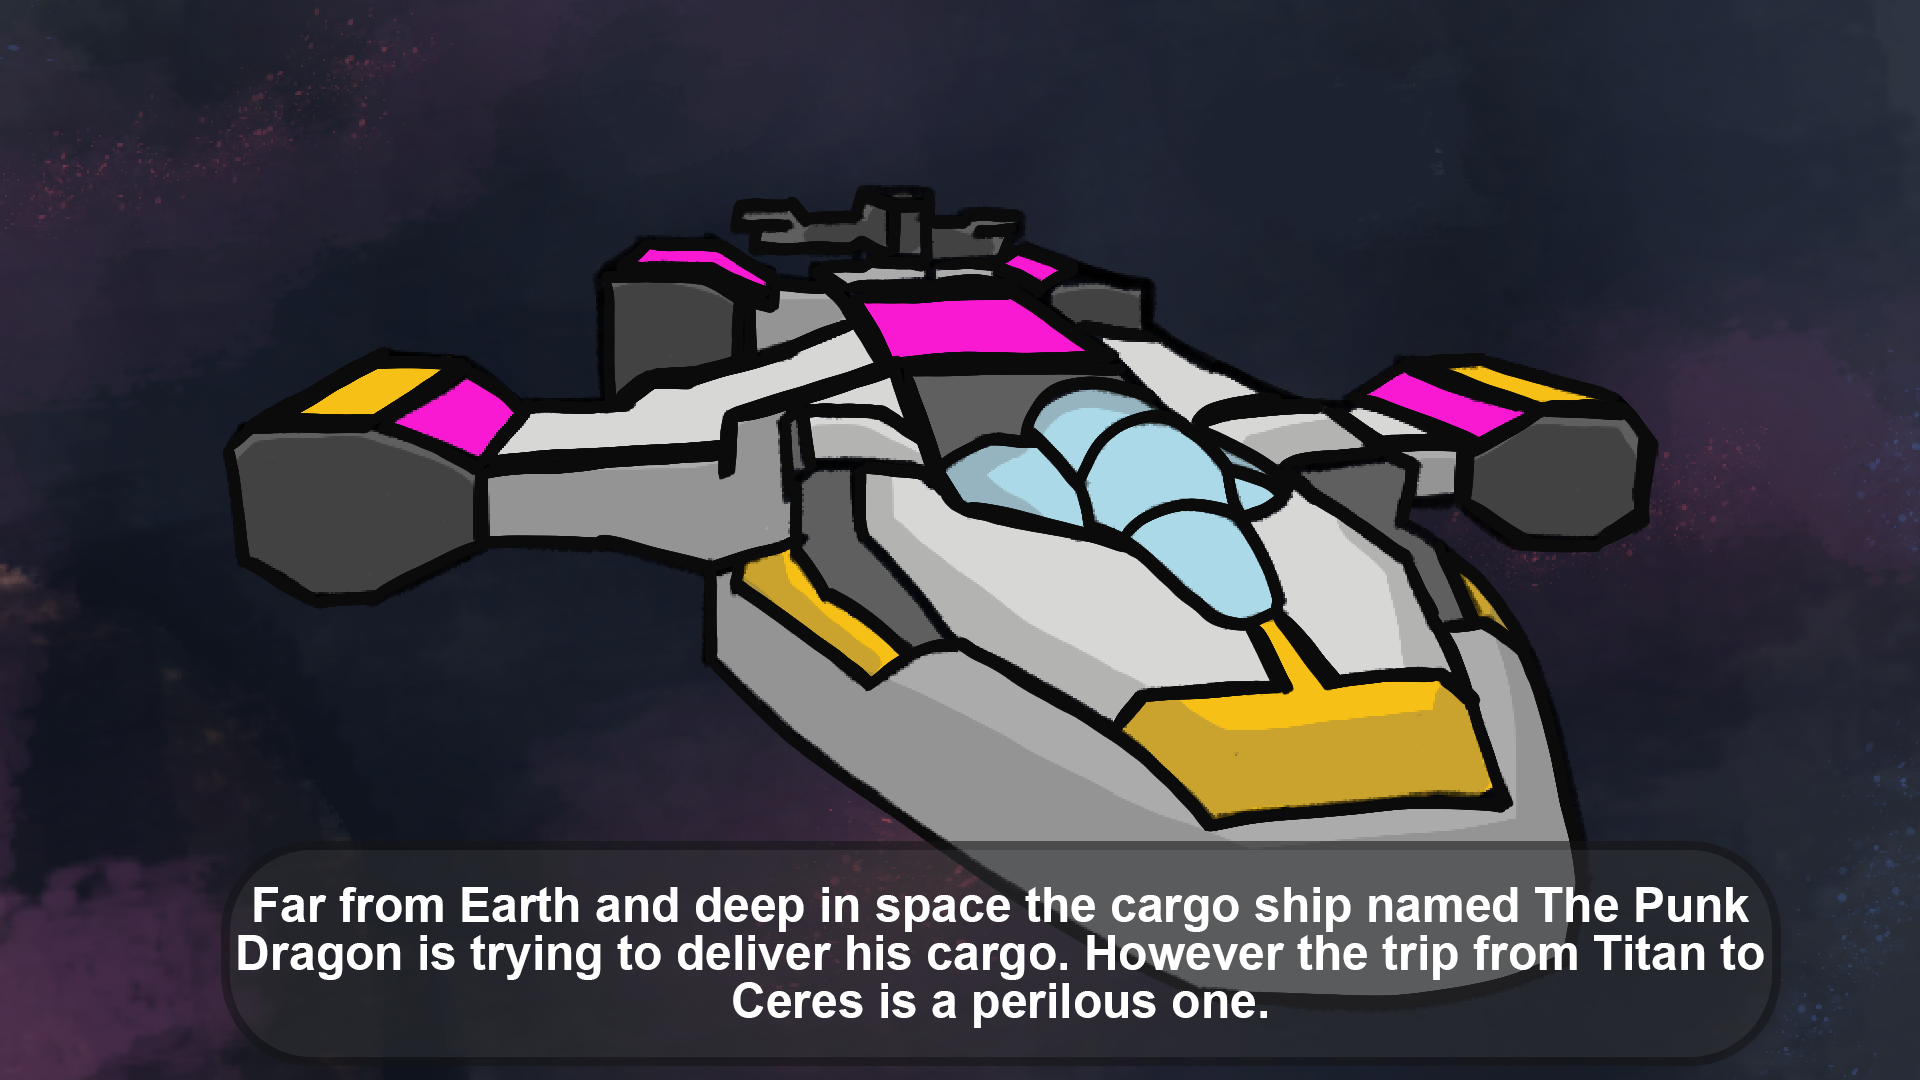 Far from Earth and deep in space the cargo ship named The Punk
Dragon is trying to deliver his cargo. However the trip from Titan to
Ceres is a perilous one.